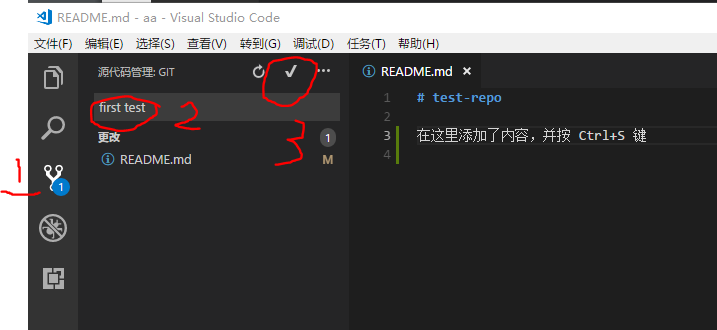 README.md - aa - Visual Studio Code
文件(F) 编辑(E) 选择(S) 查看(V) 转到(G) 调试(D) 任务(T) 帮助(H)
源代码管理: GIT
README.md
first test
2
更改
1
README.md
M
3
1
1
1
# test-repo
2
3
在这里添加了内容，并按 Ctrl+S 键
4